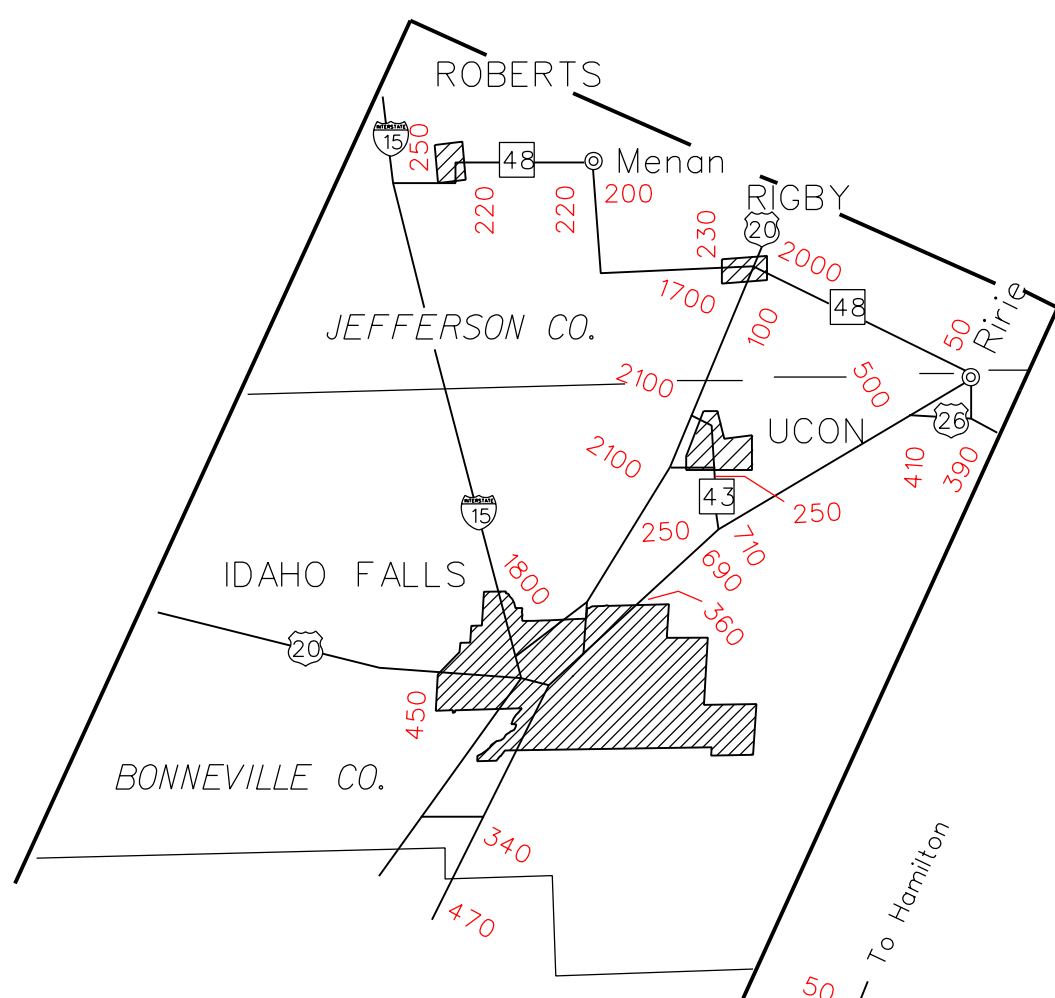 ROBERTS
INTERSTATE
15
250
48
Menan
220
220
200
RIGBY
20
230
2000
1700
100
48
Ririe
50
JEFFERSON CO.
2100
500
UCON
26
2100
410
390
43
250
INTERSTATE
15
250
710
690
1800
IDAHO FALLS
360
20
450
BONNEVILLE CO.
340
470
To Hamilton
50